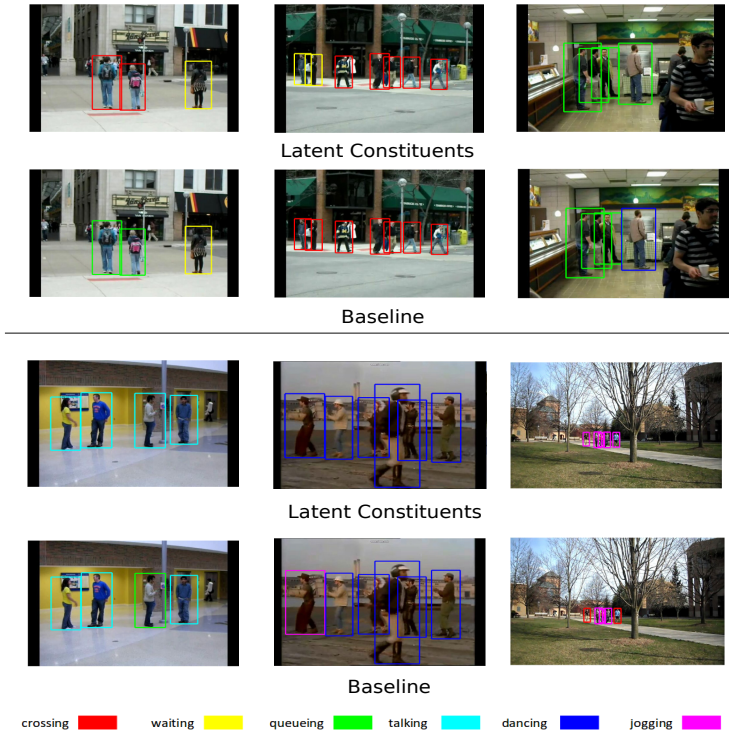 Latent Constituents
Baseline
Latent Constituents
Baseline
crossing waiting queueing talking dancing jogging